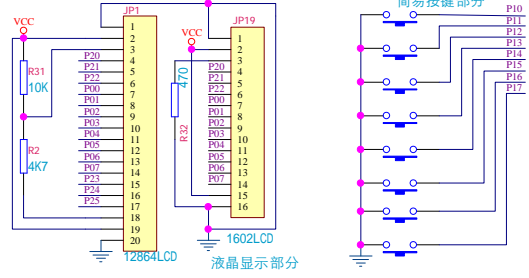 JP1
VCC
R31
10K
R2
4K7
P20
P21
P22
P00
P01
P02
P03
P04
P05
P06
P07
P23
P24
P25
1
2
3
4
5
6
7
8
9
10
11
12
13
14
15
16
17
18
19
20
12864LCD
JP19
VCC
470
R32
P20
P21
P22
P00
P01
P02
P03
P04
P05
P06
P07
1
2
3
4
5
6
7
8
9
10
11
12
13
14
15
16
1602LCD
液晶显示部分
简易按键部分
P10
P11
P12
P13
P14
P15
P16
P17